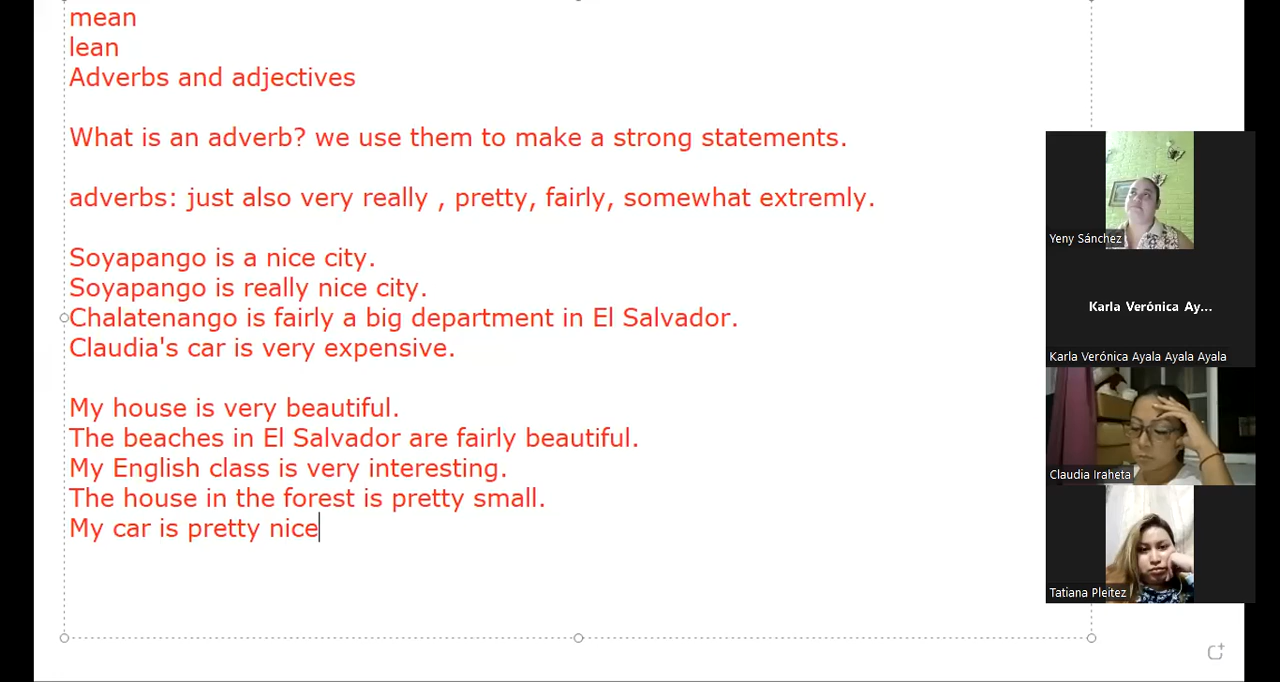 mean
lean
Adverbs and adjectives
What is an adverb? we use them to make a strong statements.
adverbs: just also very really , pretty, fairly, somewhat extremly.
Soyapango is a nice city.
Soyapango is really nice city.
Chalatenango is fairly a big department in El Salvador.
Claudia's car is very expensive.
My house is very beautiful.
The beaches in El Salvador are fairly beautiful.
My English class is very interesting.
The house in the forest is pretty small.
My car is pretty nice
Yeny Sánchez
Karla Verónica Ay...
Karla Verónica Ayala Ayala Ayala
Claudia Iraheta
Tatiana Pleitez